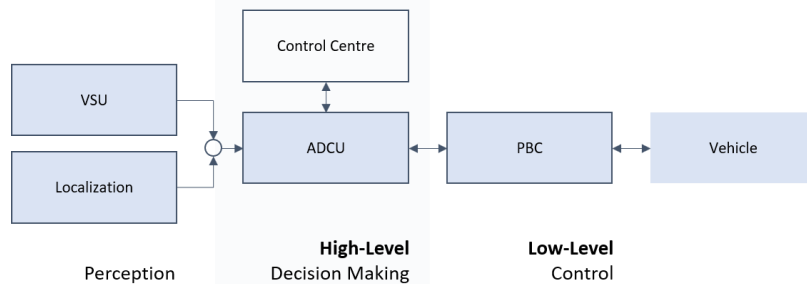 Control Centre
VSU
ADCU
PBC
Vehicle
Localization
High-Level
Decision Making
Low-Level
Control
Perception